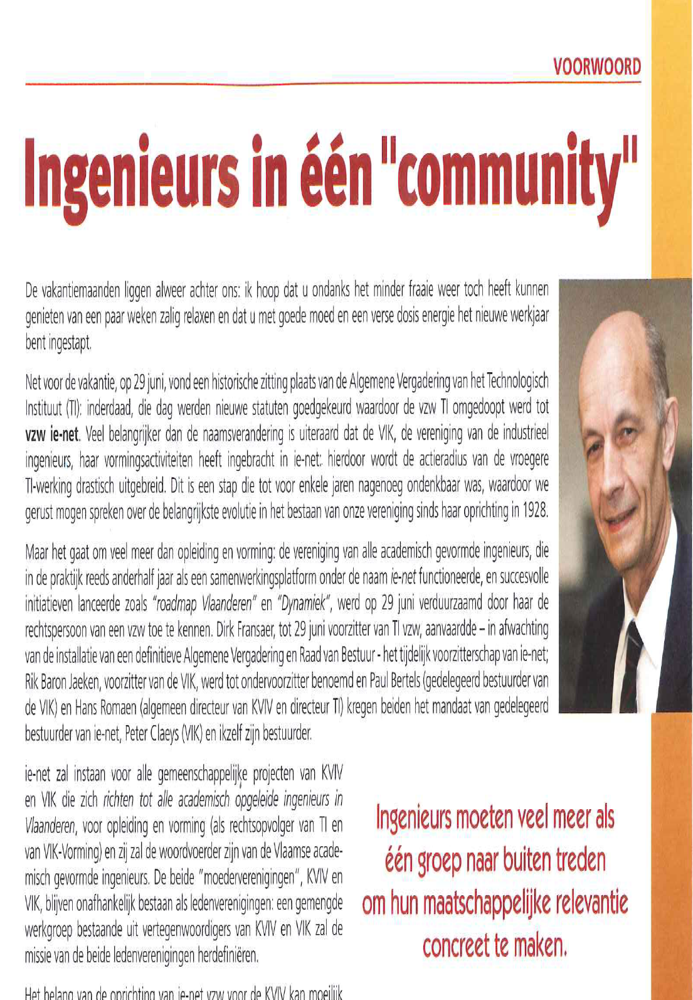 VOORWOORD
Ingenieurs in één "community"
De vakantiemaanden liggen alweer achter ons: ik hoop dat u ondanks het minder fraaie weer toch heeft kunnen
genieten van een paar weken zalig relaxen en dat u met goede moed en een verse dosis energie het nieuwe werkjaar
bent ingestapt.
Net voor de vakantie, op 29 juni, vond een historische zitting plaats van de Algemene Vergadering van het Technologisch
Instituut (TI): inderdaad, die dag werden nieuwe statuten goedgekeurd waardoor de vzw TI omgedoopt werd tot
vzw ie-net. Veel belangrijker dan de naamsverandering is uiteraard dat de VIK, de vereniging van de industrieel
ingenieurs, haar vormingsactiviteiten heeft ingebracht in ie-net: hierdoor wordt de actieradius van de vroegere
TI-werking drastisch uitgebreid. Dit is een stap die tot voor enkele jaren nagenoeg ondenkbaar was, waardoor we
gerust mogen spreken over de belangrijkste evolutie in het bestaan van onze vereniging sinds haar oprichting in 1928.
Maar het gaat om veel meer dan opleiding en vorming: de vereniging van alle academisch gevormde ingenieurs, die
in de praktijk reeds anderhalf jaar als een samenwerkingsplatform onder de naam ie-net functioneerde, en succesvolle
initiatieven lanceerde zoals "roadmap Vlaanderen" en "Dynamiek", werd op 29 juni verduurzaamd door haar de
rechtspersoon van een vzw toe te kennen. Dirk Fransaer, tot 29 juni voorzitter van TI vzw, aanvaardde – in afwachting
van de installatie van een definitieve Algemene Vergadering en Raad van Bestuur - het tijdelijk voorzitterschap van ie-net;
Rik Baron Jaeken, voorzitter van de VIK, werd tot ondervoorzitter benoemd en Paul Bertels (gedelegeerd bestuurder van
de VIK) en Hans Romaen (algemeen directeur van KVIV en directeur TI) kregen beiden het mandaat van gedelegeerd
bestuurder van ie-net, Peter Claeys (VIK) en ikzelf zijn bestuurder.
ie-net zal instaan voor alle gemeenschappelijke projecten van KVIV
en VIK die zich richten tot alle academisch opgeleide ingenieurs in
Vlaanderen, voor opleiding en vorming (als rechtsopvolger van TI en
van VIK-Vorming) en zij zal de woordvoerder zijn van de Vlaamse acade-
misch gevormde ingenieurs. De beide "moederverenigingen", KVIV en
VIK, blijven onafhankelijk bestaan als ledenverenigingen: een gemengde
werkgroep bestaande uit vertegenwoordigers van KVIV en VIK zal de
missie van de beide ledenverenigingen herdefiniëren.
Het belang van de oprichting van ie-net vzw voor de KVIV kan moeilijk
Ingenieurs moeten veel meer als
één groep naar buiten treden
om hun maatschappelijke relevantie
concreet te maken.